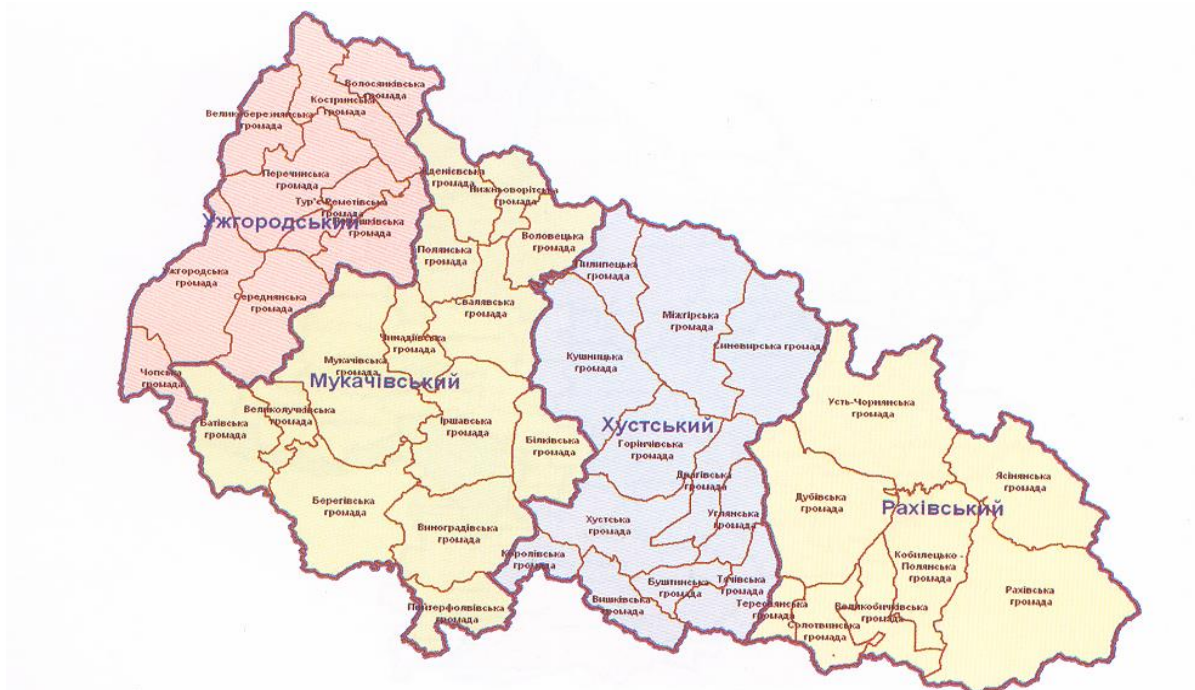 Волосянківська
громада
Костринська
громада
Великоберезнянська
громада
Перечинська
громада
Тур'є-Реметівська
громада
громада
Ужгородський
Ужгородська
громада
Середнянська
громада
Чопська
громада
Жденієвська
громада
Нижньоворітська
громада
Воловецька
громада
Полянська
громада
Свалявська
громада
Чинадіївська
громада
Мукачівська
громада
Мукачівський
Великолучківська
громада
Батівська
громада
Іршавська
громада
Білківська
громада
Берегівська
громада
Виноградівська
громада
Пийтерфолвівська
громада
Пилипецька
громада
Міжгірська
громада
Синевирська громада
Кушницька
громада
Хустський
Горінчівська
громада
Драгівська
громада
Хустська
громада
Углянська
громада
Королівська
громада
Вишківська
громада
Буштинська
громада
Тячівська
громада
Усть-Чорнянська
громада
Ясінянська
громада
Дубівська
громада
Рахівський
Кобилецько -
Полянська
громада
Рахівська
громада
Тересвянська
громада
Солотвинська
громада
Великобичківська
громада